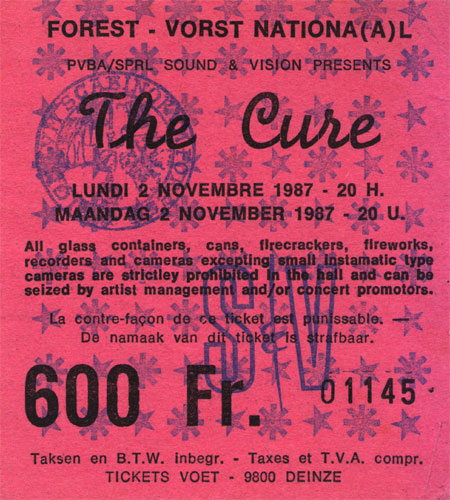 FOREST - VORST NATIONA(A)L
PVBA/SPRL SOUND & VISION PRESENTS
The Cure
LUNDI 2 NOVEMBRE 1987 - 20 H.
MAANDAG 2 NOVEMBER 1987 - 20 U.
All glass containers, cans, firecrackers, fireworks,
recorders and cameras excepting small instamatic type
cameras are strictley prohibited in the hall and can be
seized by artist management and/or concert promotors.
La contre-façon de ce ticket est punissable. —
De namaak van dit ticket is strafbaar.
S&V
600 Fr. 01145
Taksen en B.T.W. inbegr. - Taxes et T.V.A. compr.
TICKETS VOET - 9800 DEINZE